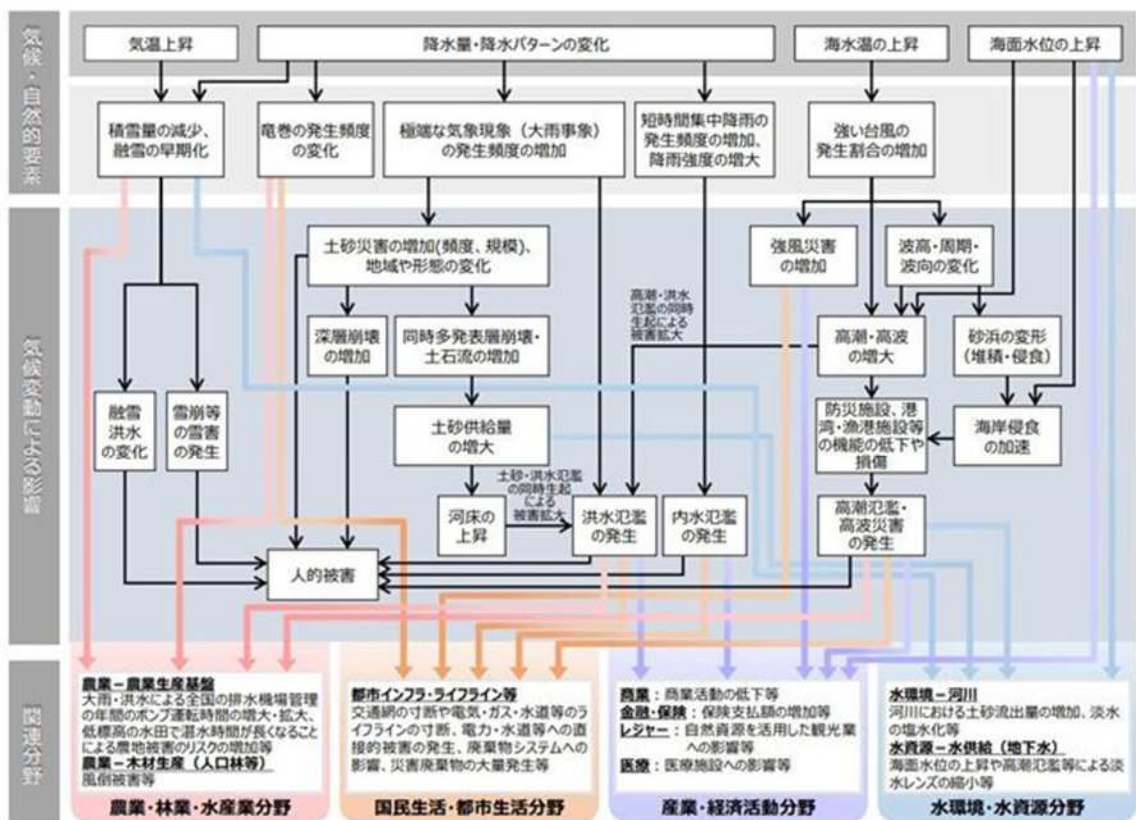 気候・自然的要素
気温上昇
降水量・降水パターンの変化
海水温の上昇
海面水位の上昇
積雪量の減少、
融雪の早期化
竜巻の発生頻度
の変化
極端な気象現象（大雨事象）
の発生頻度の増加
短時間集中降雨の
発生頻度の増加、
降雨強度の増大
強い台風の
発生割合の増加
気候変動による影響
土砂災害の増加(頻度、規模)、
地域や形態の変化
強風災害
の増加
波高・周期・
波向の変化
深層崩壊
の増加
同時多発表層崩壊・
土石流の増加
高潮・洪水
氾濫の同時
生起による
被害拡大
高潮・高波
の増大
砂浜の変形
（堆積・侵食）
融雪
洪水
の変化
雪崩等
の雪害
の発生
土砂供給量
の増大
防災施設、港
湾・漁港施設等
の機能の低下や
損傷
海岸侵食
の加速
河床の
上昇
土砂・洪水氾濫
の同時生起
による
被害拡大
洪水氾濫
の発生
内水氾濫
の発生
高潮氾濫・
高波災害
の発生
人的被害
関連分野
農業－農業生産基盤
大雨・洪水による全国の排水機場管理
の年間のポンプ運転時間の増大・拡大、
低標高の水田で湛水時間が長くなること
による農地被害のリスクの増加等
農業－木材生産（人口林等）
風倒被害等
農業・林業・水産業分野
都市インフラ・ライフライン等
交通網の寸断や電気・ガス・水道等のラ
イフラインの寸断、電力・水道等への直
接的被害の発生、廃棄物システムへの
影響、災害廃棄物の大量発生等
国民生活・都市生活分野
商業：商業活動の低下等
金融・保険：保険支払額の増加等
レジャー：自然資源を活用した観光業
への影響等
医療：医療施設への影響等
産業・経済活動分野
水環境－河川
河川における土砂流出量の増加、淡水
の塩水化等
水資源－水供給（地下水）
海面水位の上昇や高潮氾濫等による淡
水レンズの縮小等
水環境・水資源分野